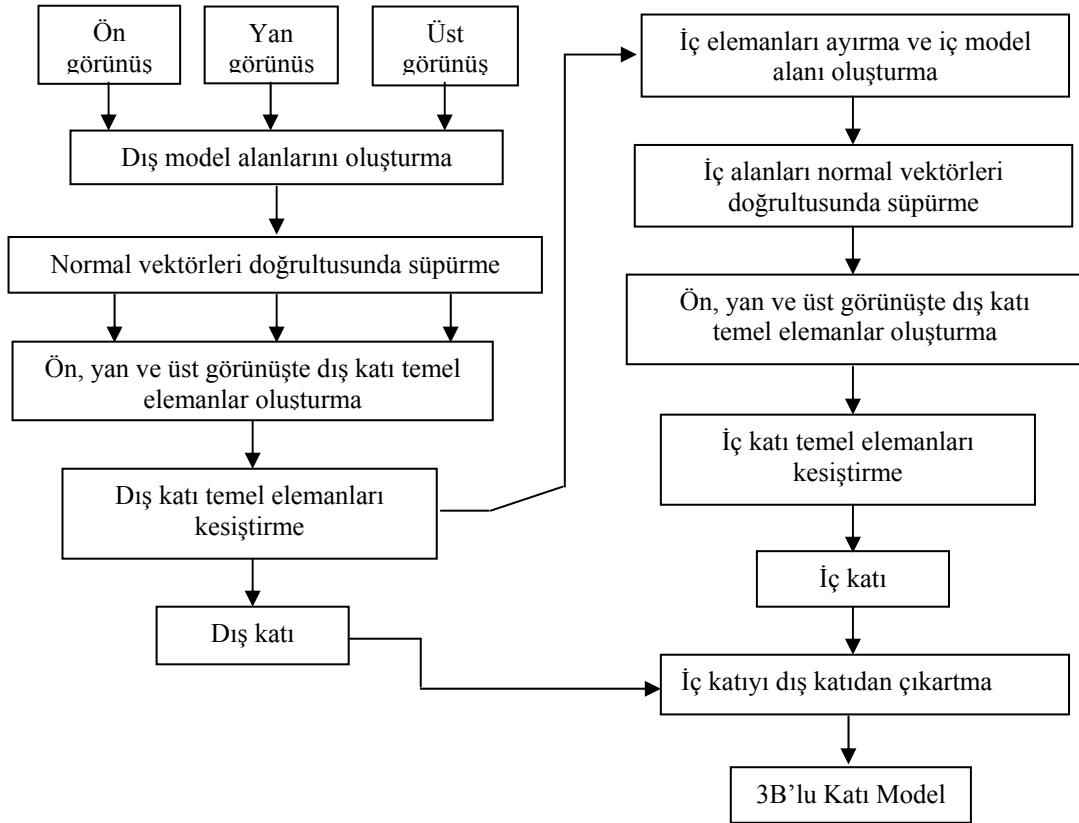 Ön
görünüş
Yan
görünüş
Üst
görünüş
Dış model alanlarını oluşturma
Normal vektörleri doğrultusunda süpürme
Ön, yan ve üst görünüşte dış katı temel
elemanlar oluşturma
Dış katı temel elemanları
kesiştirme
Dış katı
İç elemanları ayırma ve iç model
alanı oluşturma
İç alanları normal vektörleri
doğrultusunda süpürme
Ön, yan ve üst görünüşte dış katı
temel elemanlar oluşturma
İç katı temel elemanları
kesiştirme
İç katı
İç katıyı dış katıdan çıkartma
3B’lu Katı Model